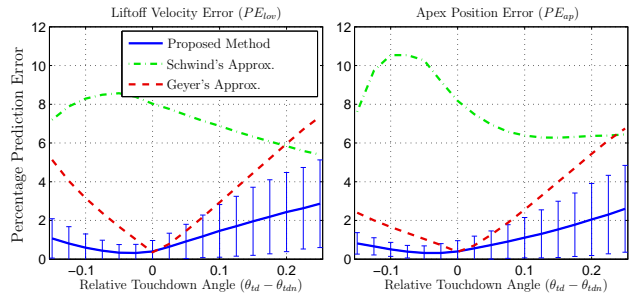 Liftoff Velocity Error (PE_lov)
Apex Position Error (PE_ap)
Percentage Prediction Error
12
10
8
6
4
2
0
Proposed Method
Schwind's Approx.
Geyer's Approx.
−0.1
0
0.1
0.2
Relative Touchdown Angle (θ_td − θ_tdn)
12
10
8
6
4
2
0
−0.1
0
0.1
0.2
Relative Touchdown Angle (θ_td − θ_tdn)